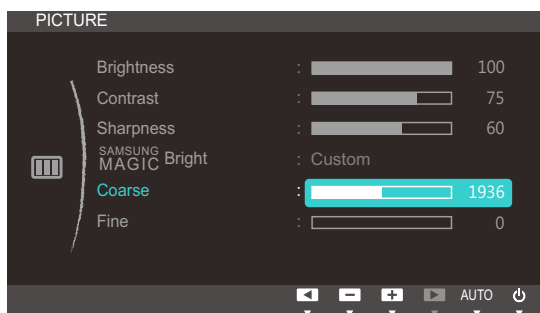 PICTURE
Brightness : 100
Contrast : 75
Sharpness : 60
SAMSUNG MAGIC Bright : Custom
Coarse : 1936
Fine : 0
AUTO